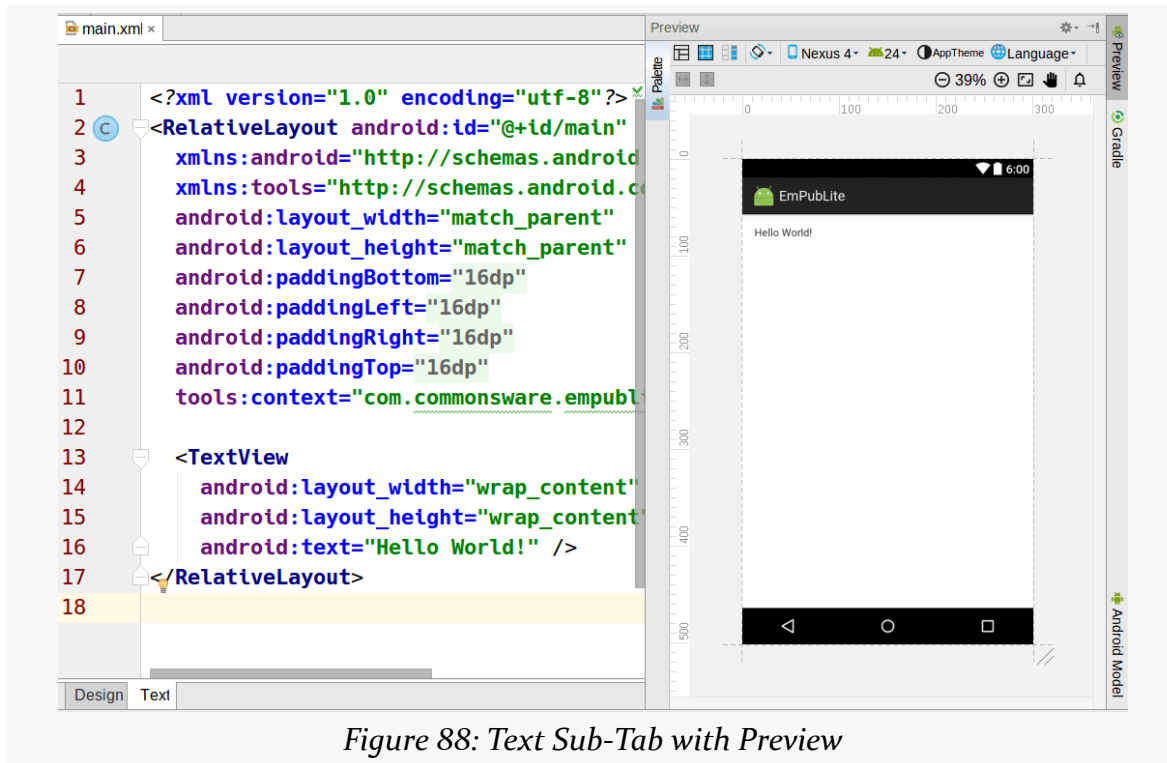 main.xml ×
1 <?xml version="1.0" encoding="utf-8"?>
2 C <RelativeLayout android:id="@+id/main"
3 xmlns:android="http://schemas.android
4 xmlns:tools="http://schemas.android.c
5 android:layout_width="match_parent"
6 android:layout_height="match_parent"
7 android:paddingBottom="16dp"
8 android:paddingLeft="16dp"
9 android:paddingRight="16dp"
10 android:paddingTop="16dp"
11 tools:context="com.commonsware.empubl
12
13 <TextView
14 android:layout_width="wrap_content"
15 android:layout_height="wrap_content"
16 android:text="Hello World!" />
17 </RelativeLayout>
18
Design Text
Preview
Palette
Nexus 4 24 AppTheme Language
39%
0 100 200 300
0
100
200
300
400
500
6:00
EmPubLite
Hello World!
Preview
Gradle
Android Model
Figure 88: Text Sub-Tab with Preview